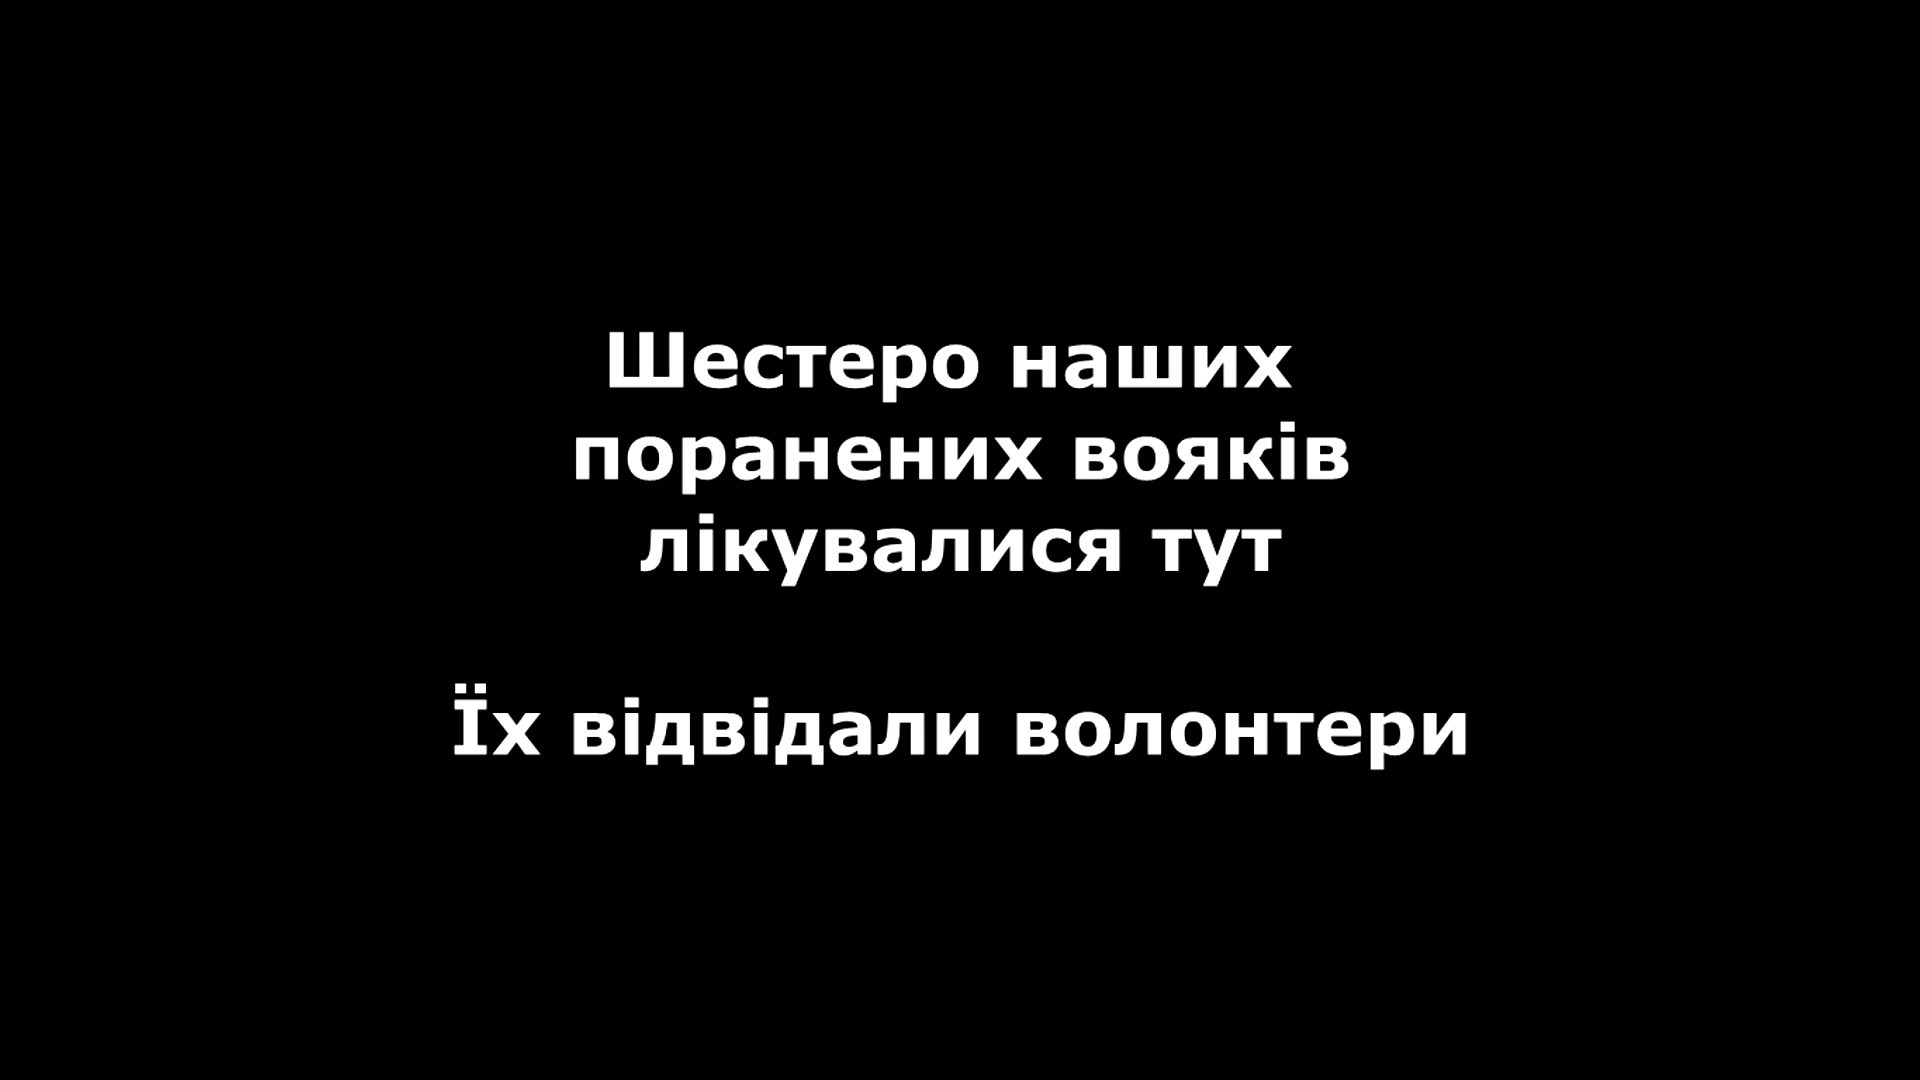 Шестеро наших
поранених вояків
лікувалися тут
Їх відвідали волонтери